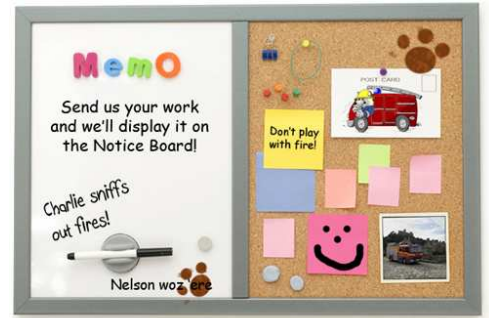 MemO
Send us your work
and we'll display it on
the Notice Board!
Charlie sniffs
out fires!
Nelson woz 'ere
Don't play
with fire!
POST CARD